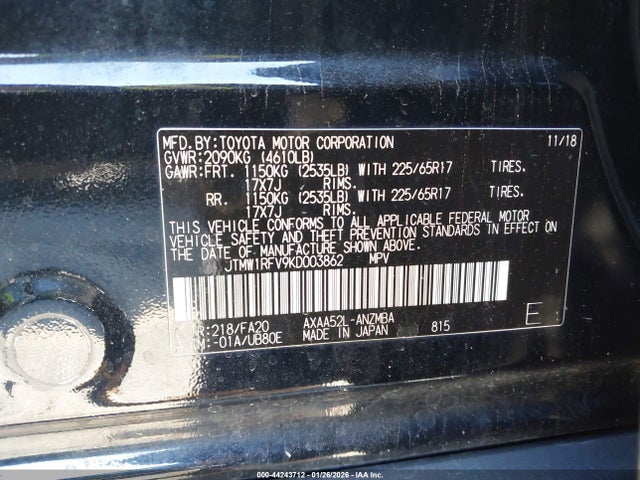 MFD.BY:TOYOTA MOTOR CORPORATION 11/18
GVWR:2090KG (4610LB)
GAWR:FRT. 1150KG (2535LB) WITH 225/65R17 TIRES.
17X7J RIMS.
RR. 1150KG (2535LB) WITH 225/65R17 TIRES.
17X7J RIMS.
THIS VEHICLE CONFORMS TO ALL APPLICABLE FEDERAL MOTOR
VEHICLE SAFETY AND THEFT PREVENTION STANDARDS IN EFFECT ON
THE DATE OF MANUFACTURE SHOWN ABOVE.
JTMW1RFV9KD003862 MPV
R:218/FA20 AXAA52L-ANZMBA 815 E
M:-01A/UB80E MADE IN JAPAN
000-44243712 - 01/26/2026 - IAA Inc.